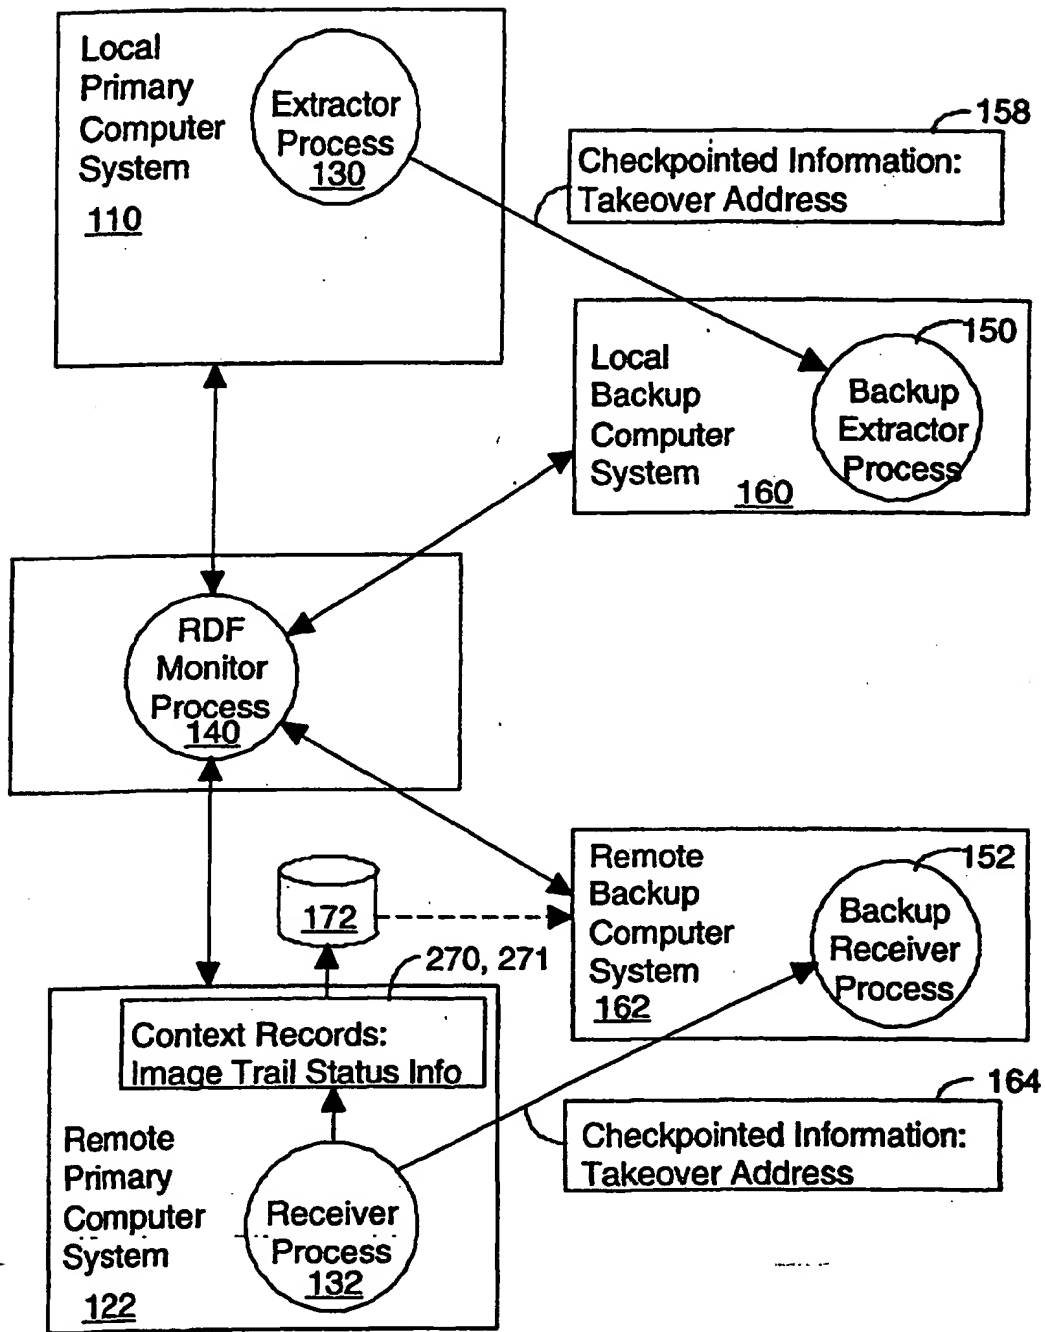 Local
Primary
Computer
System
110
Extractor
Process
130
158
Checkpointed Information:
Takeover Address
150
Local
Backup
Computer
System
160
Backup
Extractor
Process
RDF
Monitor
Process
140
172
270, 271
Remote
Backup
Computer
System
162
152
Backup
Receiver
Process
Context Records:
Image Trail Status Info
164
Checkpointed Information:
Takeover Address
Remote
Primary
Computer
System
122
Receiver
Process
132